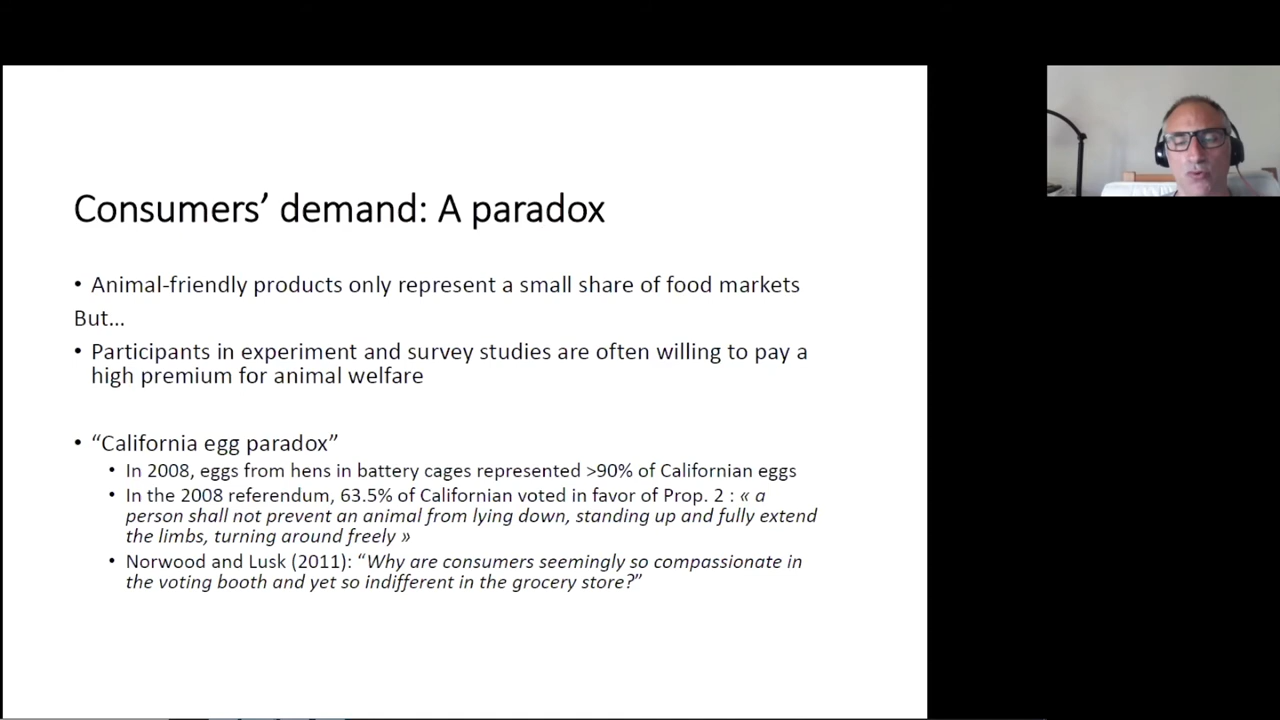 Consumers’ demand: A paradox
• Animal-friendly products only represent a small share of food markets
But...
• Participants in experiment and survey studies are often willing to pay a
high premium for animal welfare
• “California egg paradox”
• In 2008, eggs from hens in battery cages represented >90% of Californian eggs
• In the 2008 referendum, 63.5% of Californian voted in favor of Prop. 2 : « a
person shall not prevent an animal from lying down, standing up and fully extend
the limbs, turning around freely »
• Norwood and Lusk (2011): “Why are consumers seemingly so compassionate in
the voting booth and yet so indifferent in the grocery store?”